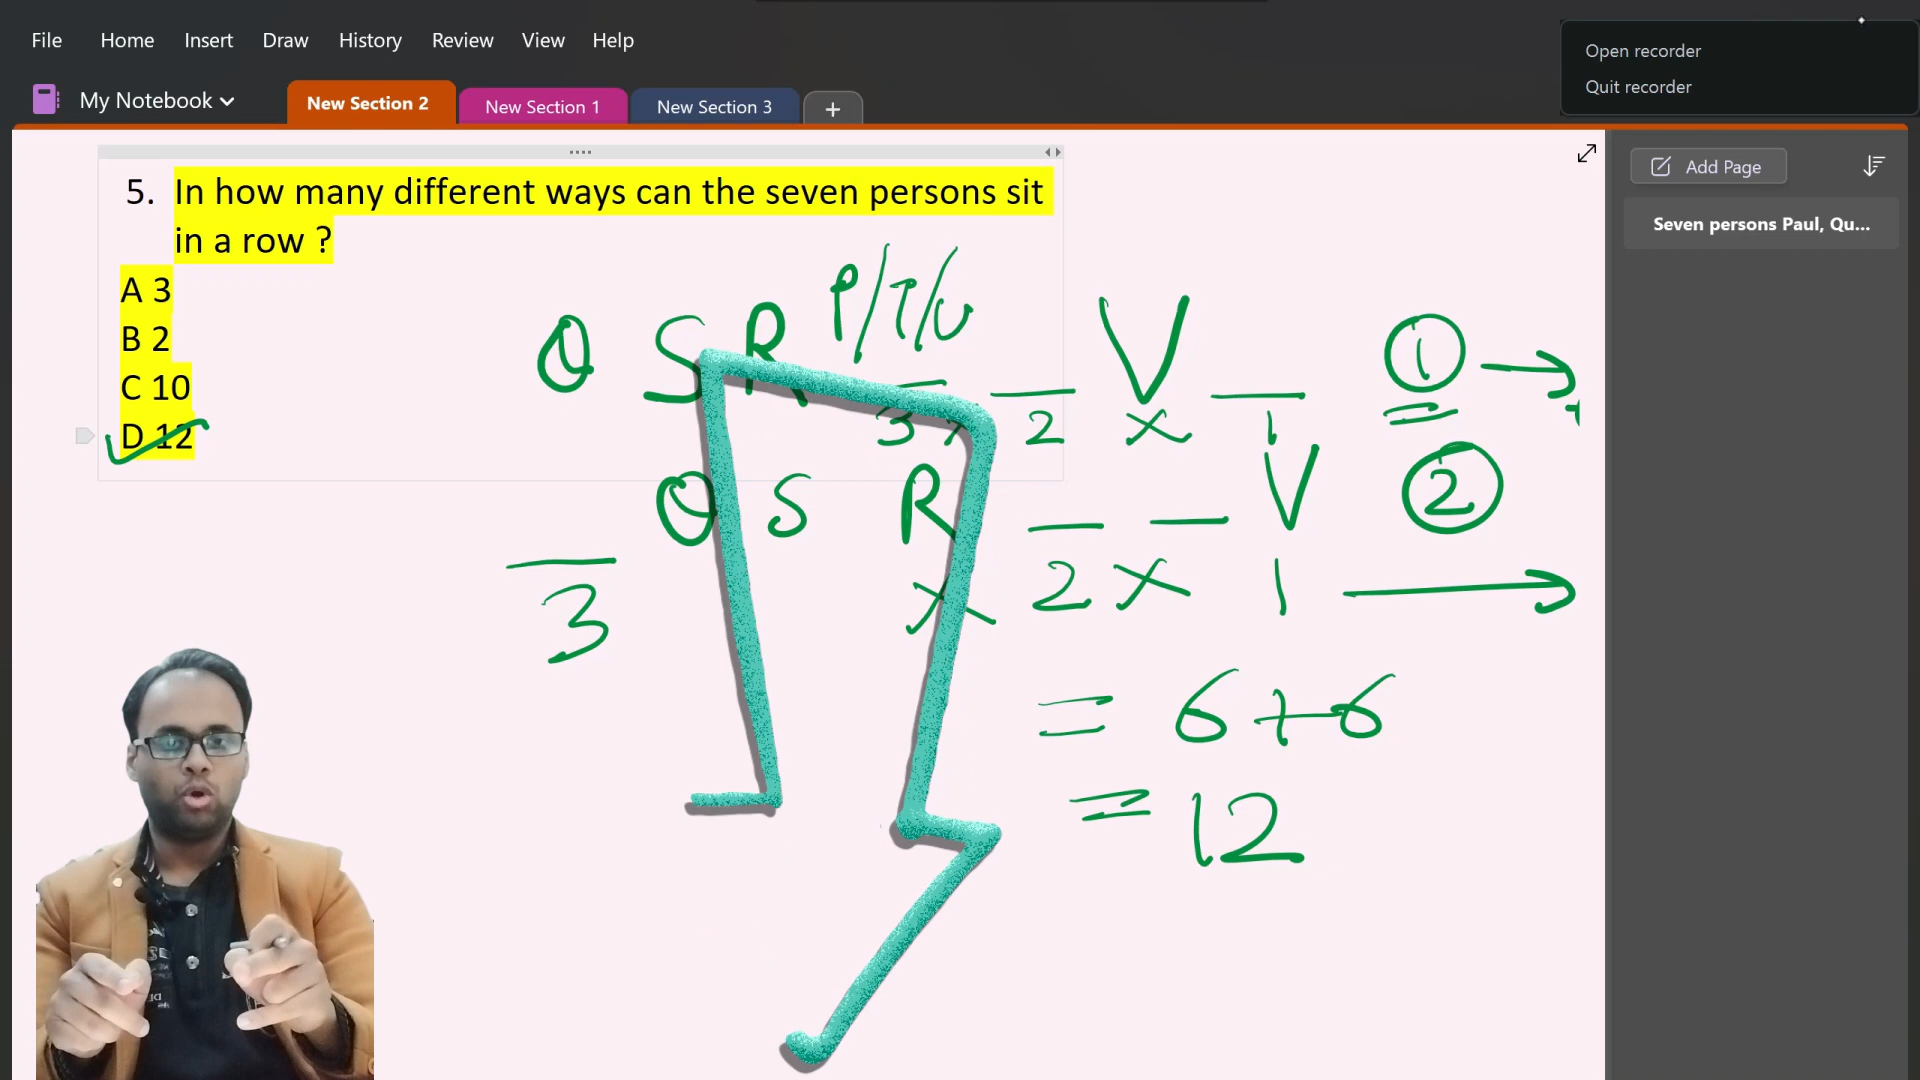 File Home Insert Draw History Review View Help
Open recorder
Quit recorder
My Notebook
New Section 2 New Section 1 New Section 3 +
Add Page
Seven persons Paul, Qu...
5. In how many different ways can the seven persons sit
in a row ?
A 3
B 2
C 10
D 12
Q S R P/T/U _ V _ 1 →
3 × 2 × 1
_ Q S R _ _ V 2
3 × 2 × 1 →
= 6+6
= 12